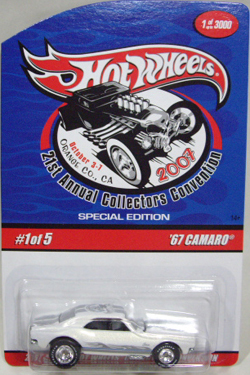 1 of 3000
HOT WHEELS
October 3-7
ORANGE CO., CA
2007
21st Annual Collectors Convention
SPECIAL EDITION
#1 of 5
'67 CAMARO®